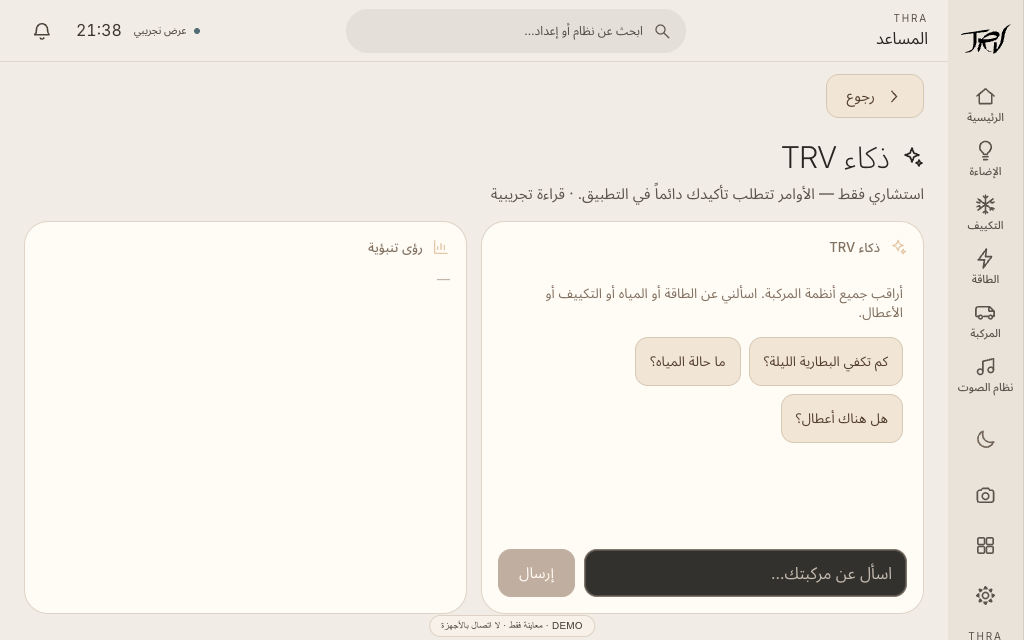 THRA
المساعد
ابحث عن نظام أو إعداد...
عرض تجريبي
21:38
TRV
الرئيسية
الإضاءة
التكييف
الطاقة
المركبة
نظام الصوت
THRA
رجوع
ذكاء TRV
استشاري فقط — الأوامر تتطلب تأكيدك دائماً في التطبيق. · قراءة تجريبية
ذكاء TRV
أراقب جميع أنظمة المركبة. اسألني عن الطاقة أو المياه أو التكييف أو
الأعطال.
كم تكفي البطارية الليلة؟
ما حالة المياه؟
هل هناك أعطال؟
اسأل عن مركبتك...
إرسال
رؤى تنبؤية
—
DEMO · معاينة فقط · لا اتصال بالأجهزة